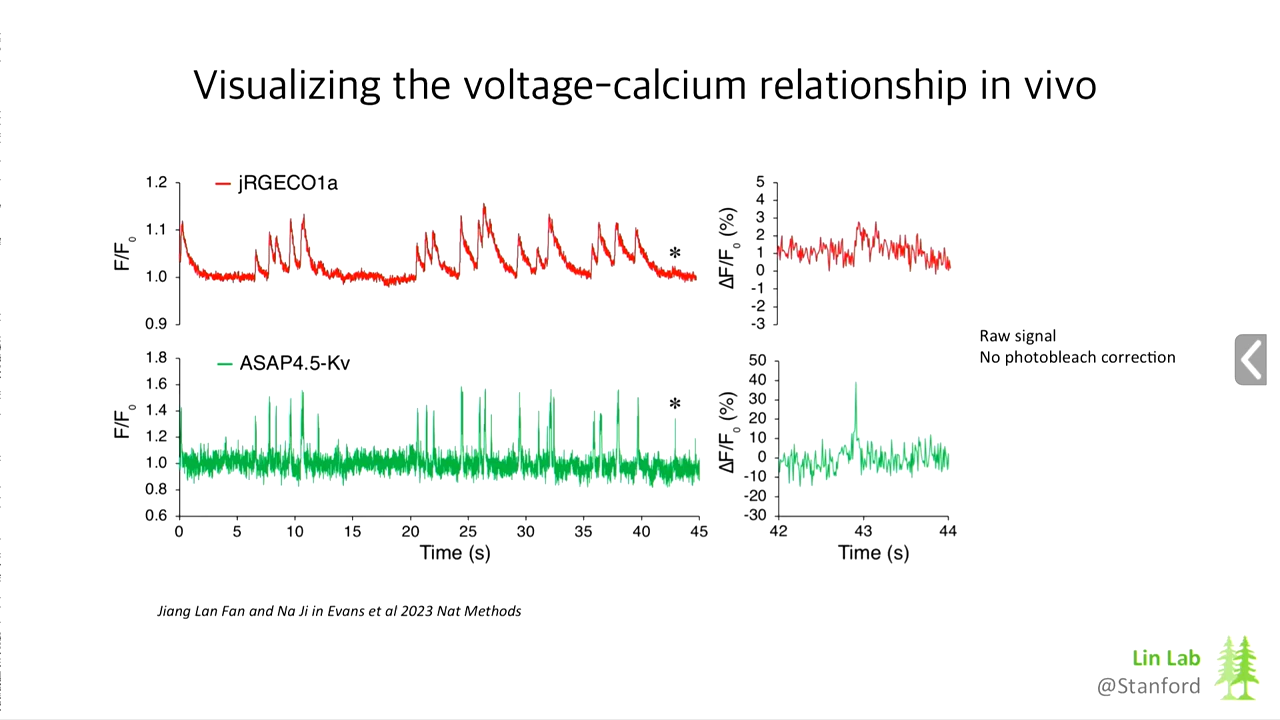 Visualizing the voltage-calcium relationship in vivo
jRGECO1a
1.2
1.1
1.0
0.9
F/F0
*
5
4
3
2
1
0
-1
-2
-3
ΔF/F0 (%)
Raw signal
No photobleach correction
ASAP4.5-Kv
1.8
1.6
1.4
1.2
1.0
0.8
0.6
F/F0
*
0 5 10 15 20 25 30 35 40 45
Time (s)
50
40
30
20
10
0
-10
-20
-30
ΔF/F0 (%)
42 43 44
Time (s)
Jiang Lan Fan and Na Ji in Evans et al 2023 Nat Methods
Lin Lab
@Stanford